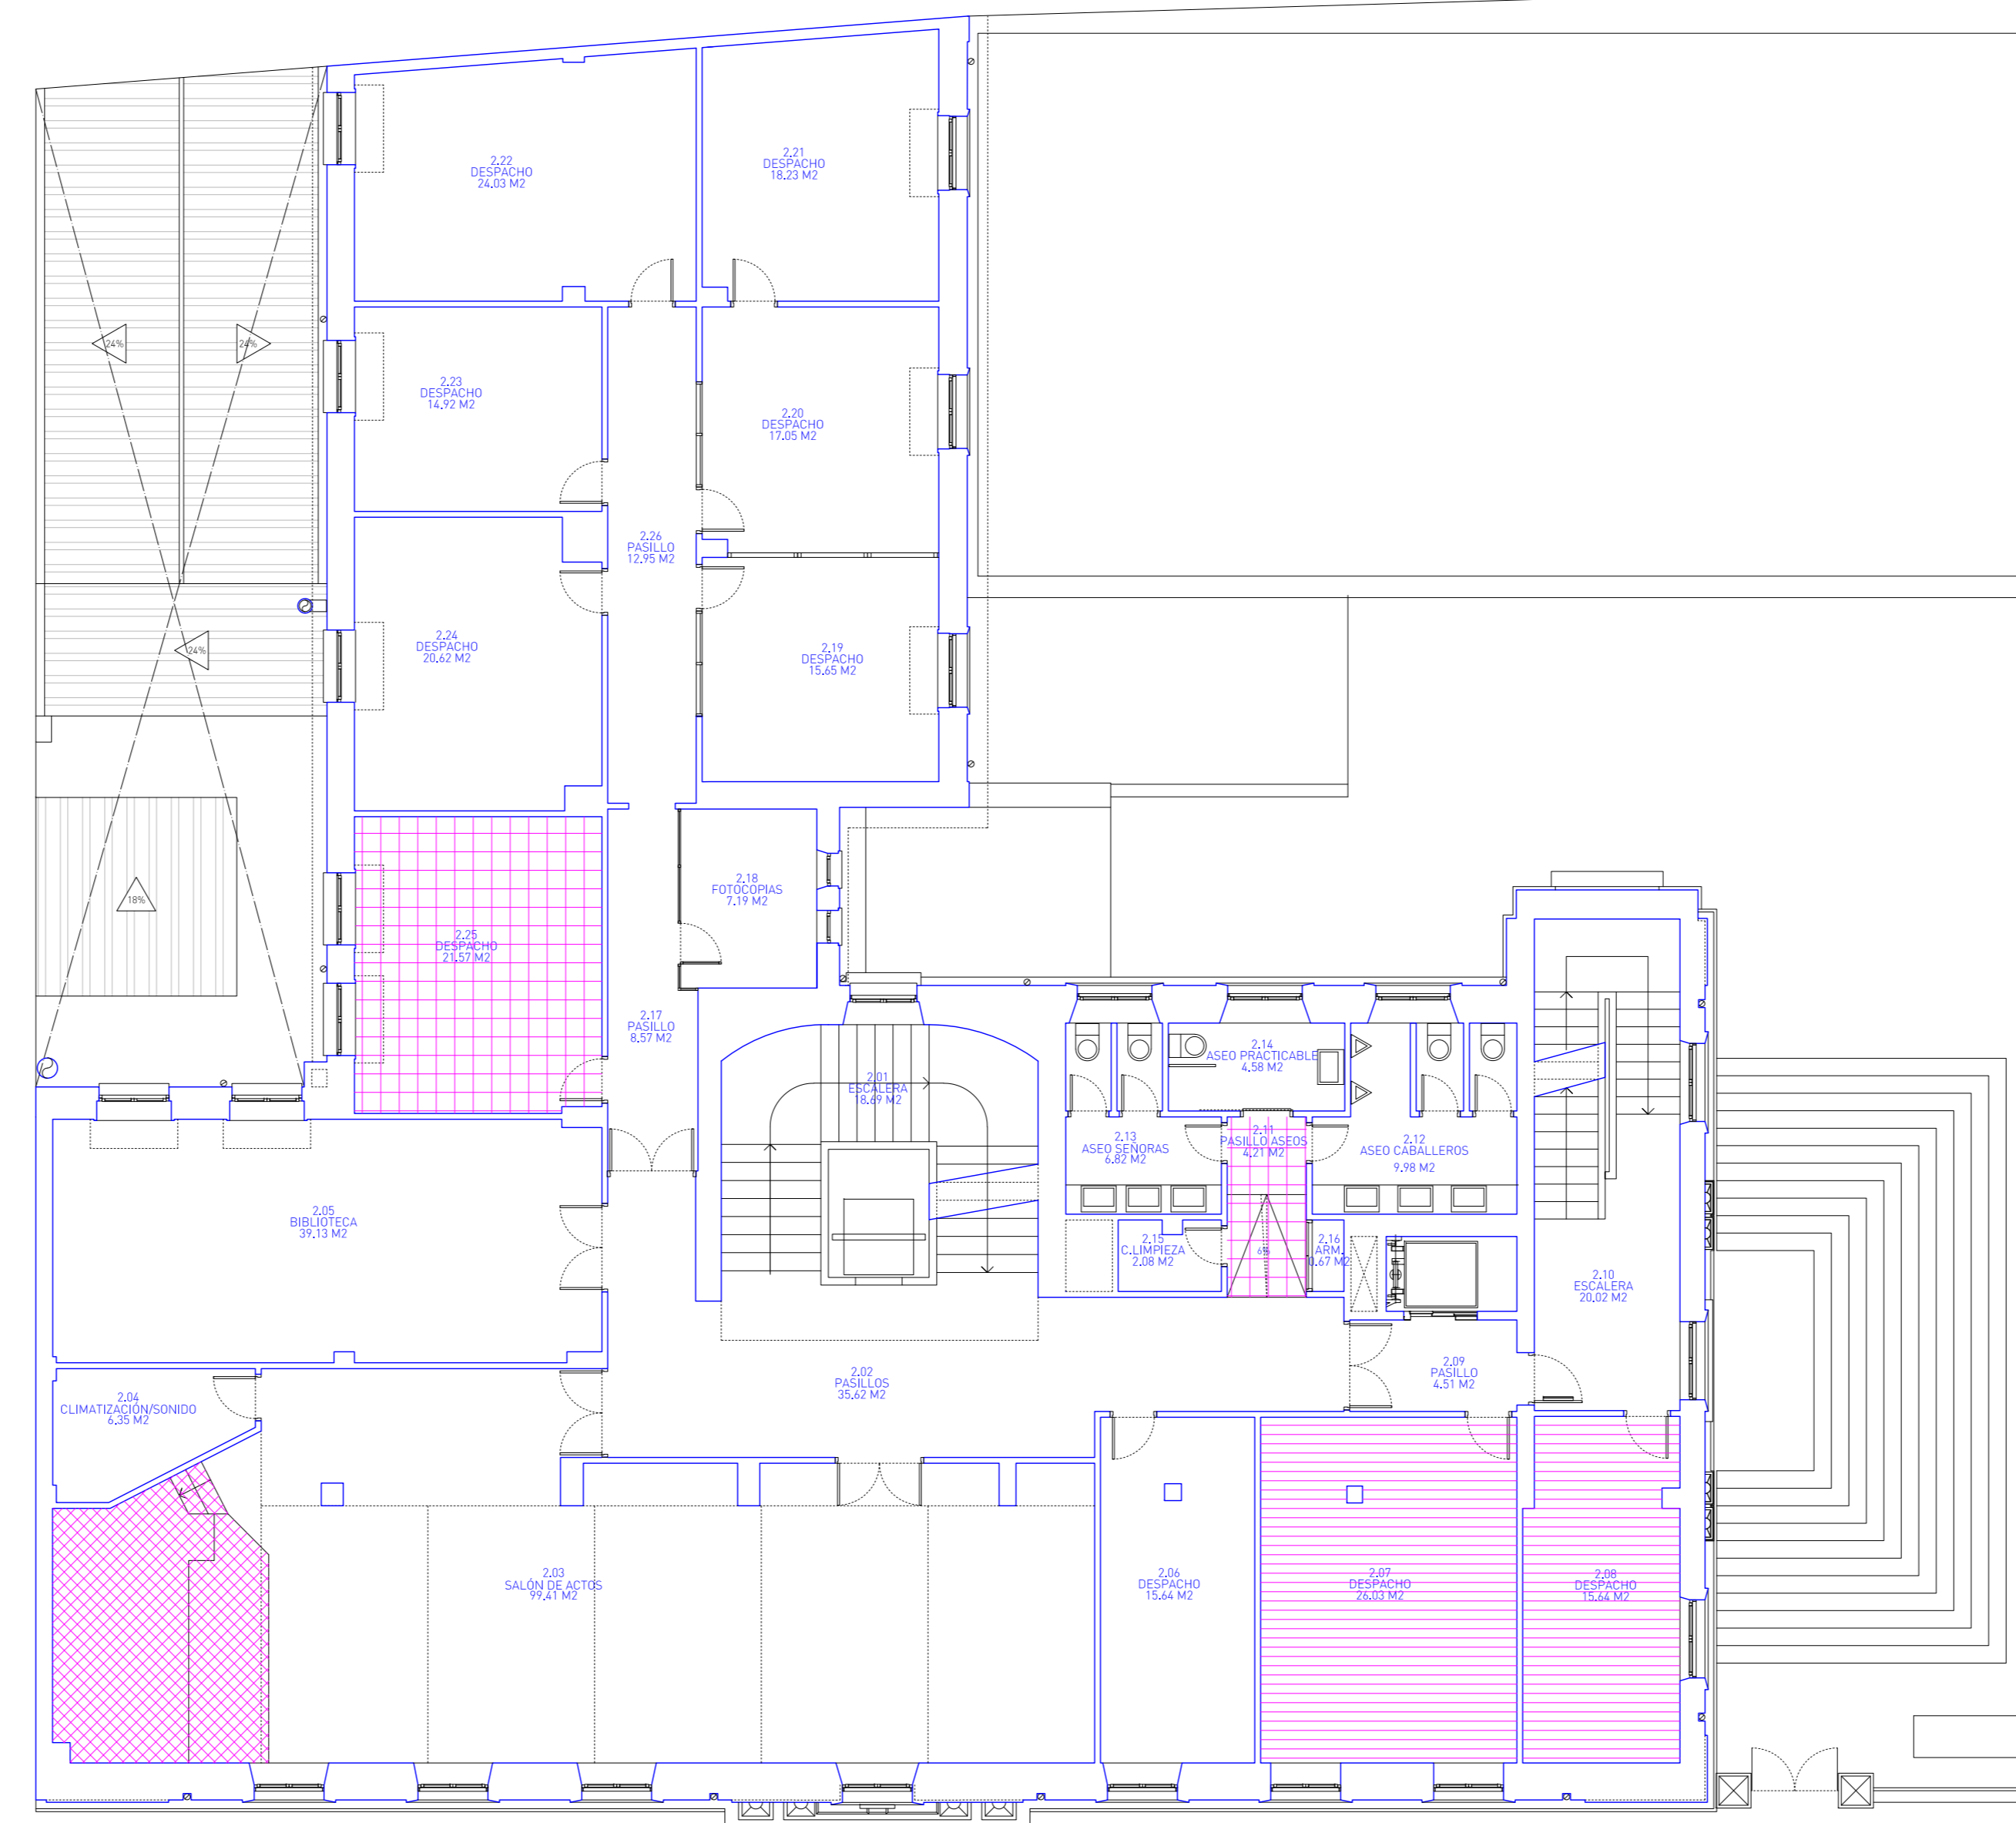 2.22
DESPACHO
24.03 M2
2.21
DESPACHO
18.23 M2
24%
24%
2.23
DESPACHO
14.92 M2
2.20
DESPACHO
17.05 M2
2.26
PASILLO
12.95 M2
2.24
DESPACHO
20.62 M2
24%
2.19
DESPACHO
15.65 M2
18%
2.18
FOTOCOPIAS
7.19 M2
2.25
DESPACHO
21.57 M2
2.17
PASILLO
8.57 M2
2.01
ESCALERA
18.69 M2
2.14
ASEO PRACTICABLE
4.58 M2
2.13
ASEO SEÑORAS
6.82 M2
2.11
PASILLO ASEOS
4.21 M2
2.12
ASEO CABALLEROS
9.98 M2
2.05
BIBLIOTECA
39.13 M2
2.15
C.LIMPIEZA
2.08 M2
6%
2.16
ARM.
0.67 M2
2.10
ESCALERA
20.02 M2
2.02
PASILLOS
35.62 M2
2.09
PASILLO
4.51 M2
2.04
CLIMATIZACIÓN/SONIDO
6.35 M2
2.03
SALÓN DE ACTOS
99.41 M2
2.06
DESPACHO
15.64 M2
2.07
DESPACHO
26.03 M2
2.08
DESPACHO
15.64 M2